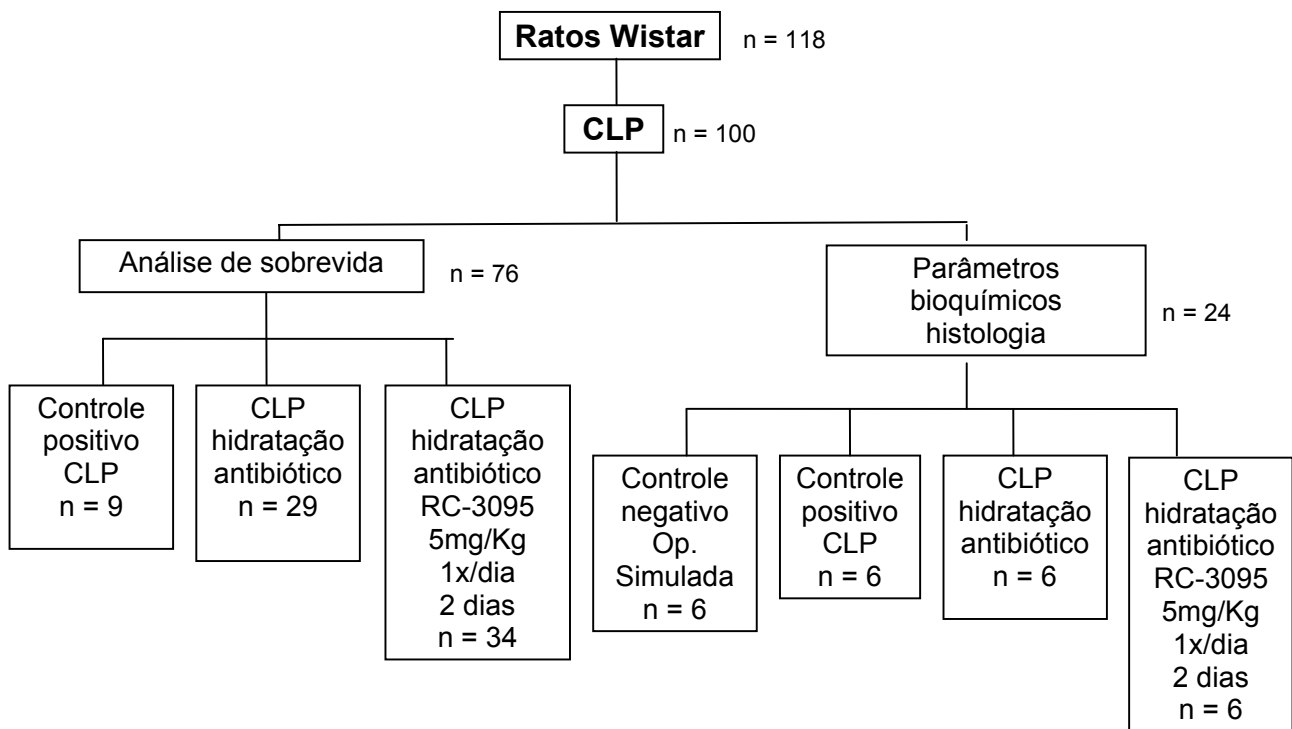 Ratos Wistar n = 118
CLP n = 100
Análise de sobrevida n = 76
Parâmetros
bioquímicos
histologia
n = 24
Controle
positivo
CLP
n = 9
CLP
hidratação
antibiótico
n = 29
CLP
hidratação
antibiótico
RC-3095
5mg/Kg
1x/dia
2 dias
n = 34
Controle
negativo
Op.
Simulada
n = 6
Controle
positivo
CLP
n = 6
CLP
hidratação
antibiótico
n = 6
CLP
hidratação
antibiótico
RC-3095
5mg/Kg
1x/dia
2 dias
n = 6